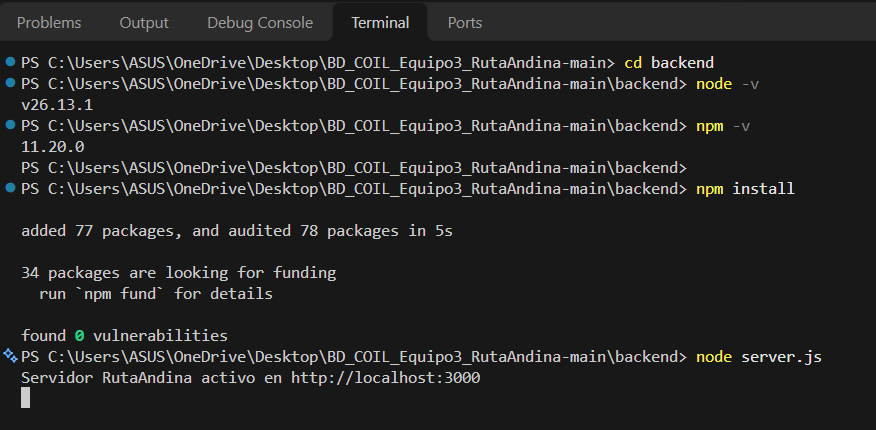 Problems Output Debug Console Terminal Ports
PS C:\Users\ASUS\OneDrive\Desktop\BD_COIL_Equipo3_RutaAndina-main> cd backend
PS C:\Users\ASUS\OneDrive\Desktop\BD_COIL_Equipo3_RutaAndina-main\backend> node -v
v26.13.1
PS C:\Users\ASUS\OneDrive\Desktop\BD_COIL_Equipo3_RutaAndina-main\backend> npm -v
11.20.0
PS C:\Users\ASUS\OneDrive\Desktop\BD_COIL_Equipo3_RutaAndina-main\backend>
PS C:\Users\ASUS\OneDrive\Desktop\BD_COIL_Equipo3_RutaAndina-main\backend> npm install
added 77 packages, and audited 78 packages in 5s
34 packages are looking for funding
run `npm fund` for details
found 0 vulnerabilities
PS C:\Users\ASUS\OneDrive\Desktop\BD_COIL_Equipo3_RutaAndina-main\backend> node server.js
Servidor RutaAndina activo en http://localhost:3000